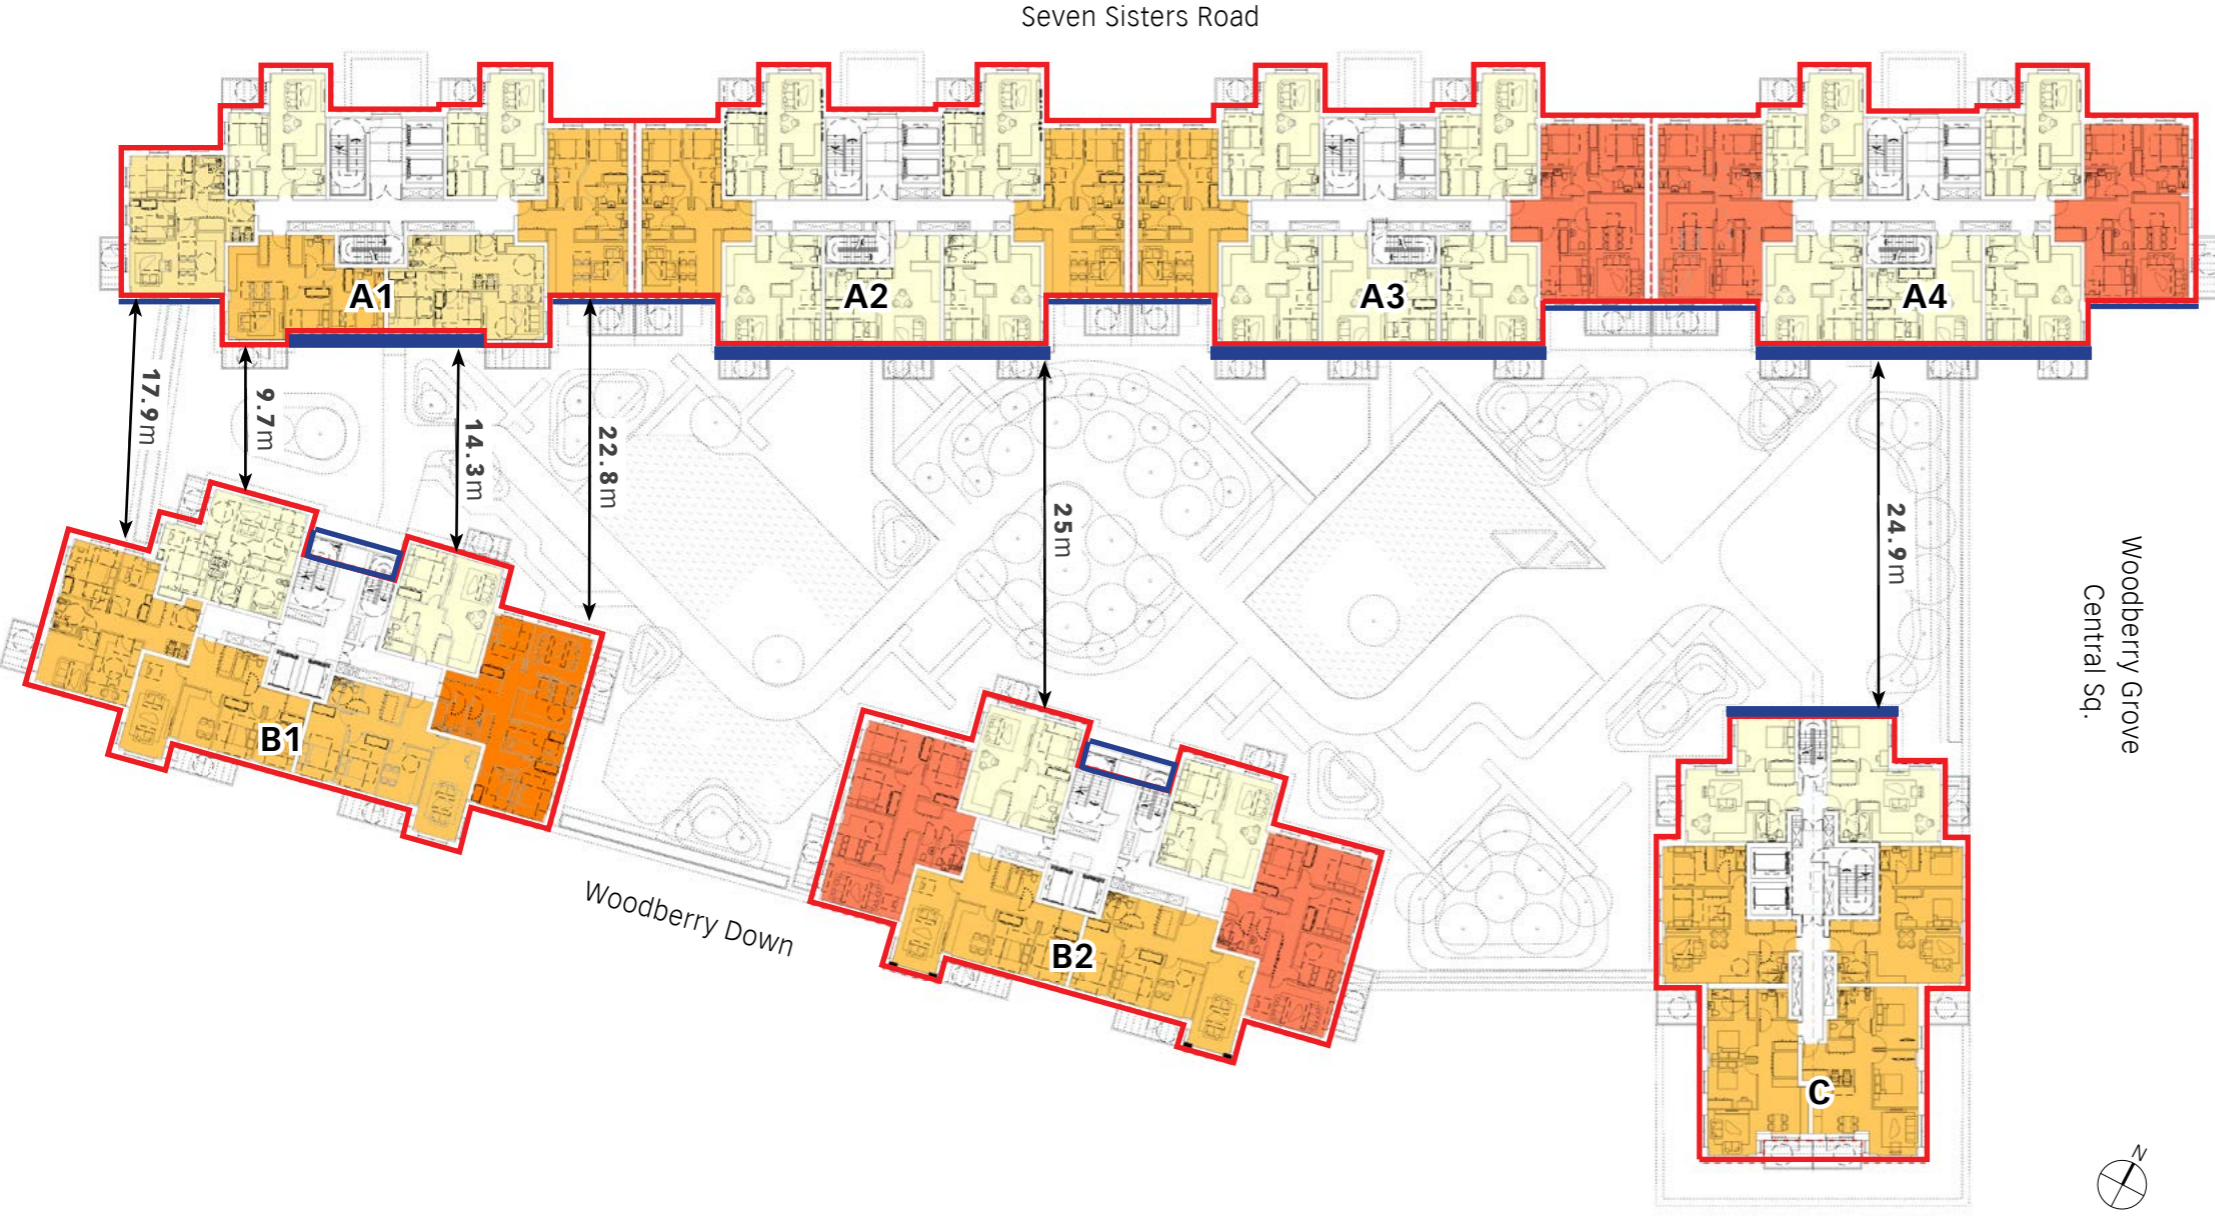 Seven Sisters Road
A1
A2
A3
A4
17.9m
9.7m
14.3m
22.8m
25m
24.9m
Woodberry Grove
Central Sq.
B1
Woodberry Down
B2
C
N